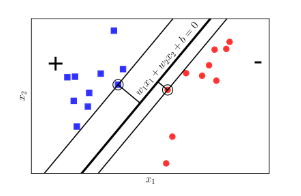 +
-
w₁x₁ + w₂x₂ + b = 0
x₂
x₁